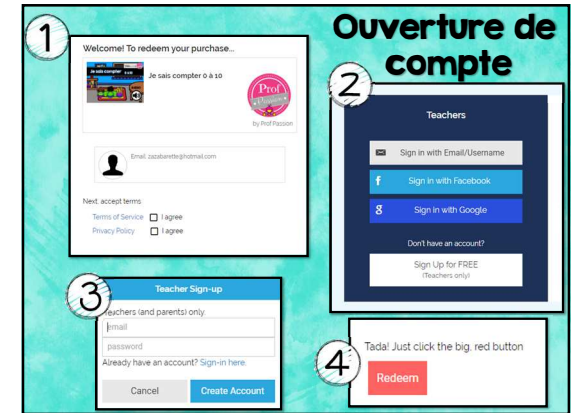 Ouverture de
compte
1
Welcome! To redeem your purchase...
Je sais compter
Je sais compter 0 à 10
Prof
Passion
by Prof Passion
Email: zazabarette@hotmail.com
Next, accept terms
Terms of Service I agree
Privacy Policy I agree
2
Teachers
Sign in with Email/Username
f Sign in with Facebook
g Sign in with Google
Don't have an account?
Sign Up for FREE
(Teachers only)
3
Teacher Sign-up
Teachers (and parents) only.
email
password
Already have an account? Sign-in here.
Cancel Create Account
4
Tada! Just click the big, red button
Redeem